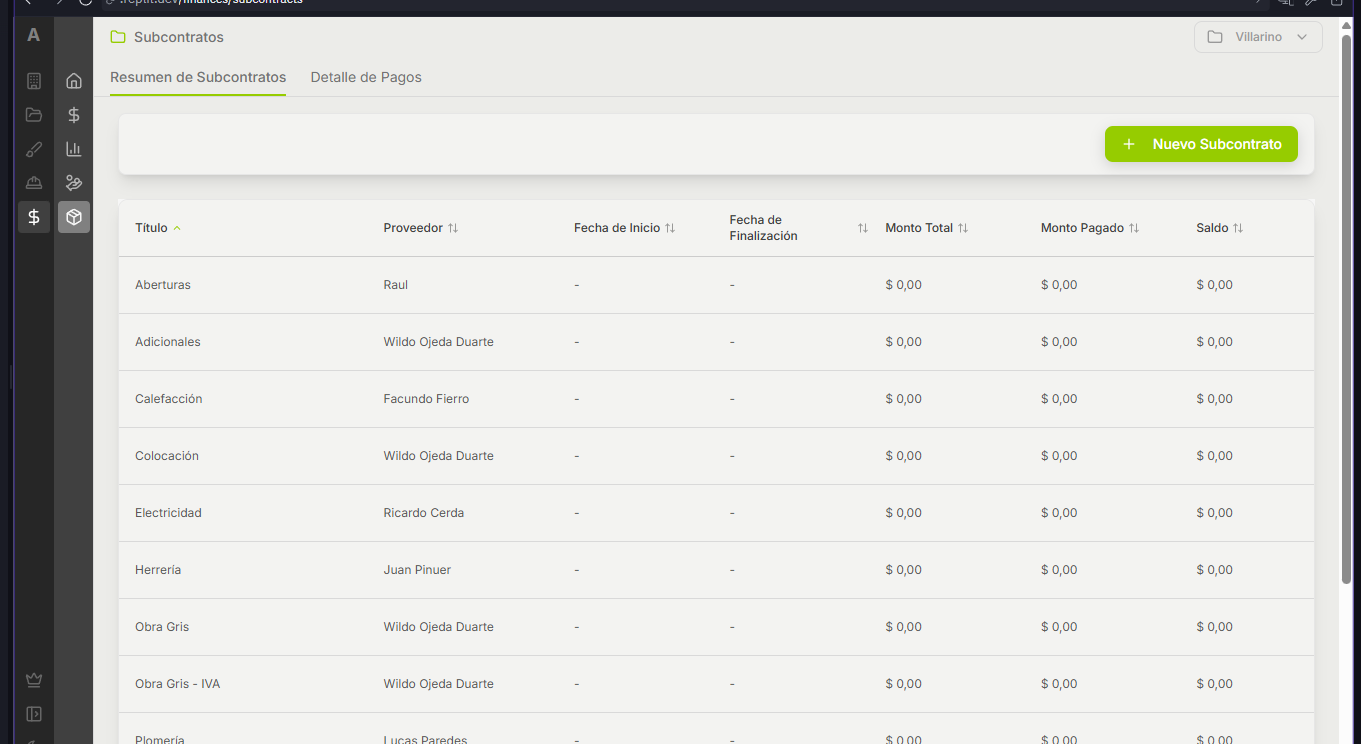 .replit.dev/finances/subcontracts
A
Subcontratos
Villarino
Resumen de Subcontratos
Detalle de Pagos
+ Nuevo Subcontrato
Título
Proveedor
Fecha de Inicio
Fecha de
Finalización
Monto Total
Monto Pagado
Saldo
Aberturas Raul - - $ 0,00 $ 0,00 $ 0,00
Adicionales Wildo Ojeda Duarte - - $ 0,00 $ 0,00 $ 0,00
Calefacción Facundo Fierro - - $ 0,00 $ 0,00 $ 0,00
Colocación Wildo Ojeda Duarte - - $ 0,00 $ 0,00 $ 0,00
Electricidad Ricardo Cerda - - $ 0,00 $ 0,00 $ 0,00
Herrería Juan Pinuer - - $ 0,00 $ 0,00 $ 0,00
Obra Gris Wildo Ojeda Duarte - - $ 0,00 $ 0,00 $ 0,00
Obra Gris - IVA Wildo Ojeda Duarte - - $ 0,00 $ 0,00 $ 0,00
Plomería Lucas Paredes - - $ 0,00 $ 0,00 $ 0,00